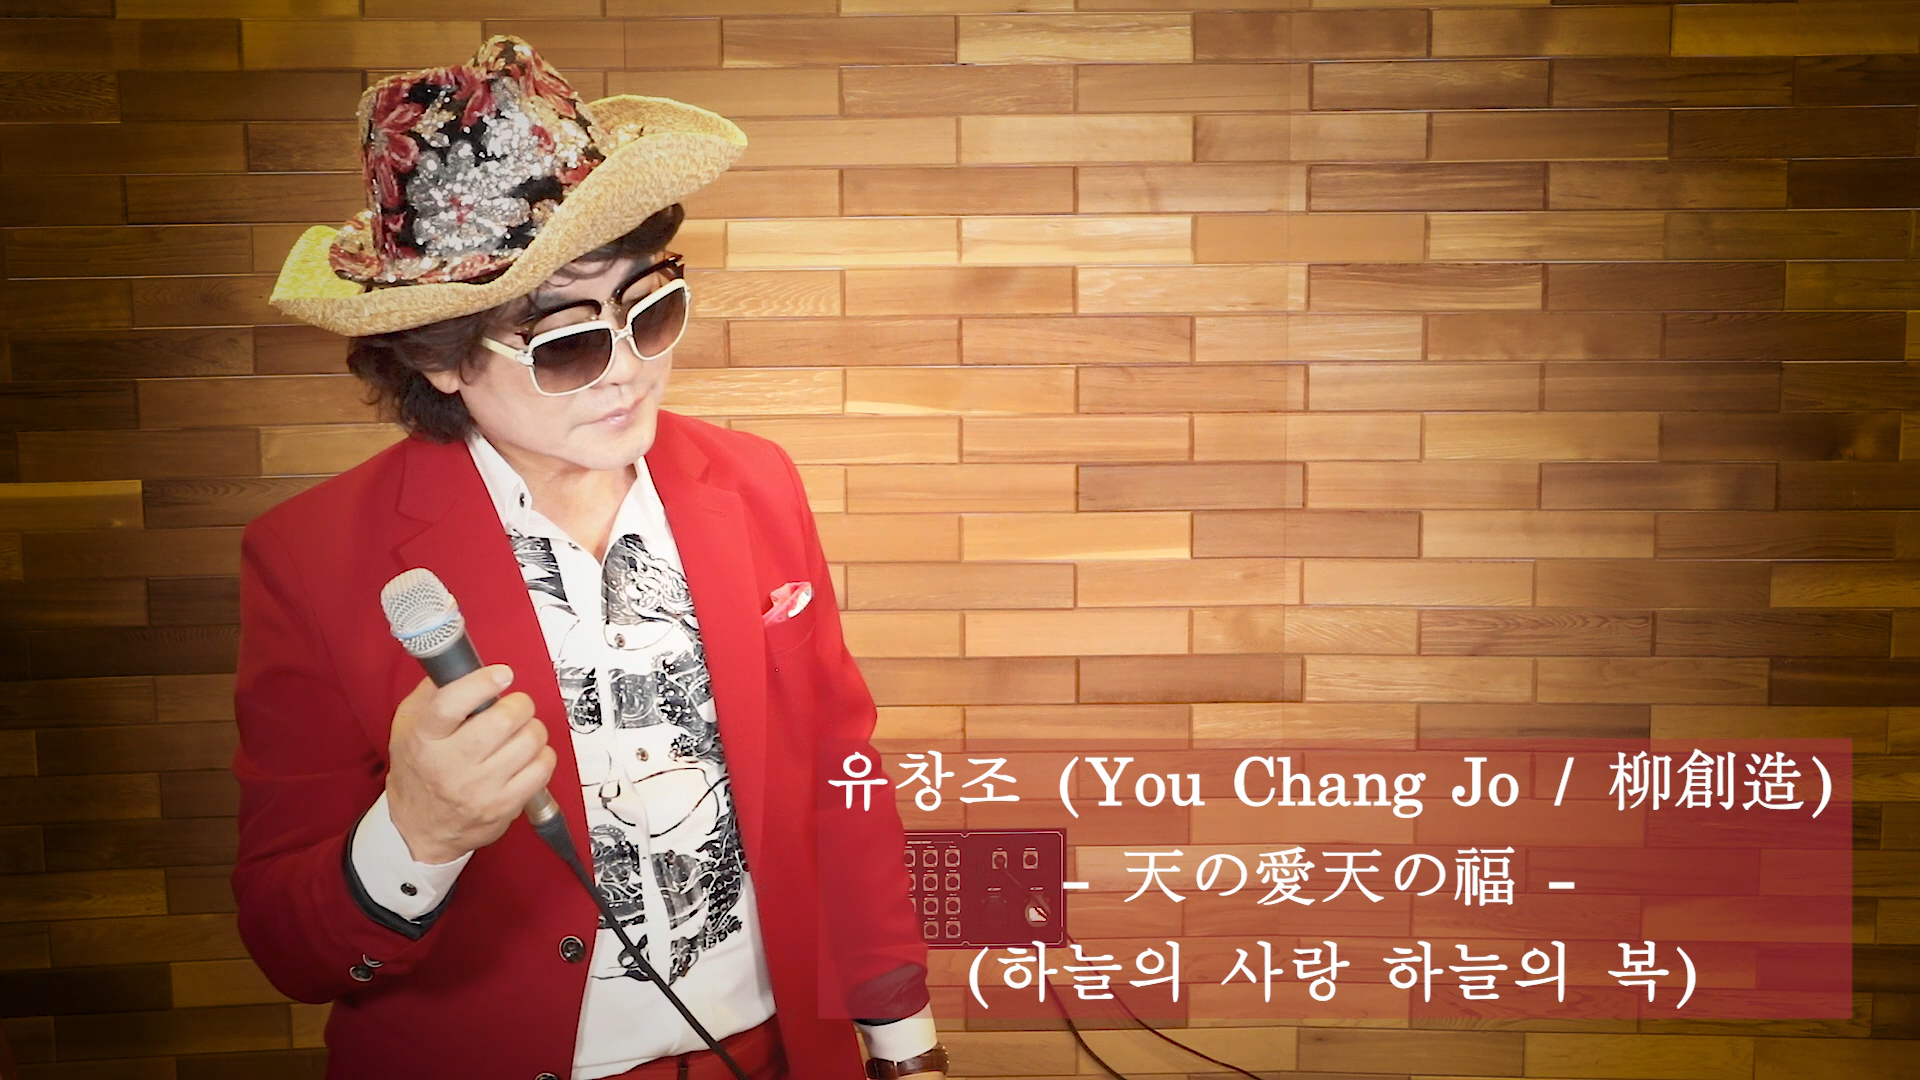 유창조 (You Chang Jo / 柳創造)
- 天の愛天の福 -
(하늘의 사랑 하늘의 복)